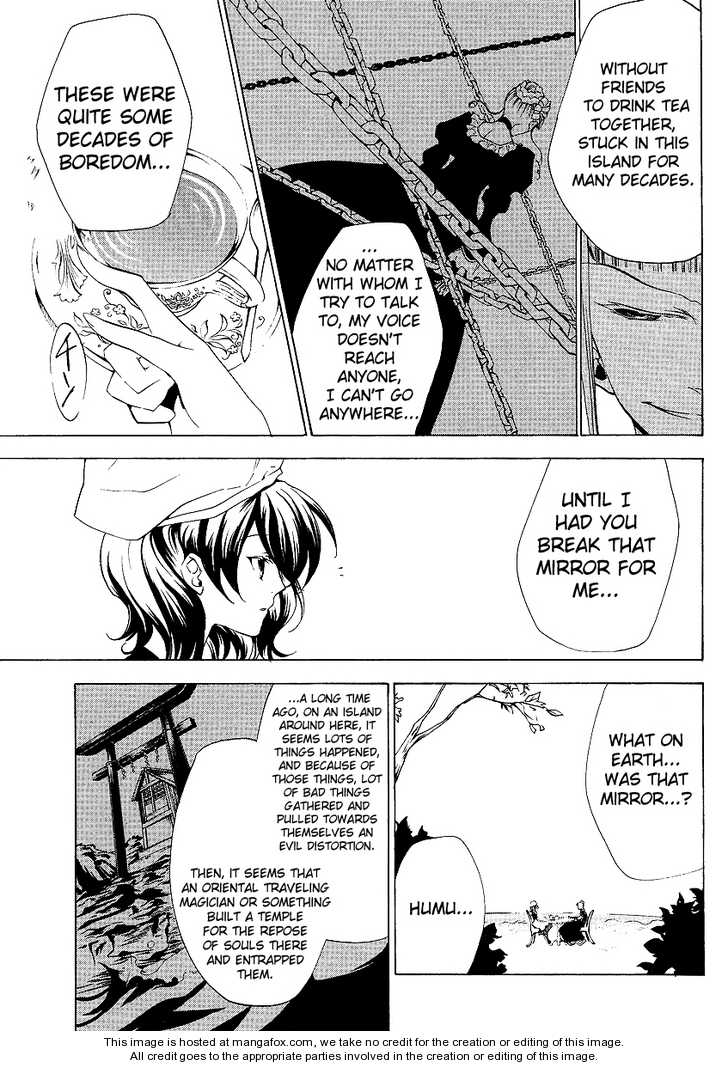 WITHOUT
FRIENDS
TO DRINK TEA
TOGETHER,
STUCK IN THIS
ISLAND FOR
MANY DECADES.
...
NO MATTER
WITH WHOM I
TRY TO TALK
TO, MY VOICE
DOESN'T
REACH
ANYONE,
I CAN'T GO
ANYWHERE...
THESE WERE
QUITE SOME
DECADES OF
BOREDOM...
チン
UNTIL I
HAD YOU
BREAK THAT
MIRROR FOR
ME...
WHAT ON
EARTH...
WAS THAT
MIRROR...?
HUMU...
...A LONG TIME
AGO, ON AN ISLAND
AROUND HERE, IT
SEEMS LOTS OF
THINGS HAPPENED,
AND BECAUSE OF
THOSE THINGS, LOT
OF BAD THINGS
GATHERED AND
PULLED TOWARDS
THEMSELVES AN
EVIL DISTORTION.
THEN, IT SEEMS THAT
AN ORIENTAL TRAVELING
MAGICIAN OR SOMETHING
BUILT A TEMPLE
FOR THE REPOSE
OF SOULS THERE
AND ENTRAPPED
THEM.
This image is hosted at mangafox.com, we take no credit for the creation or editing of this image.
All credit goes to the appropriate parties involved in the creation or editing of this image.